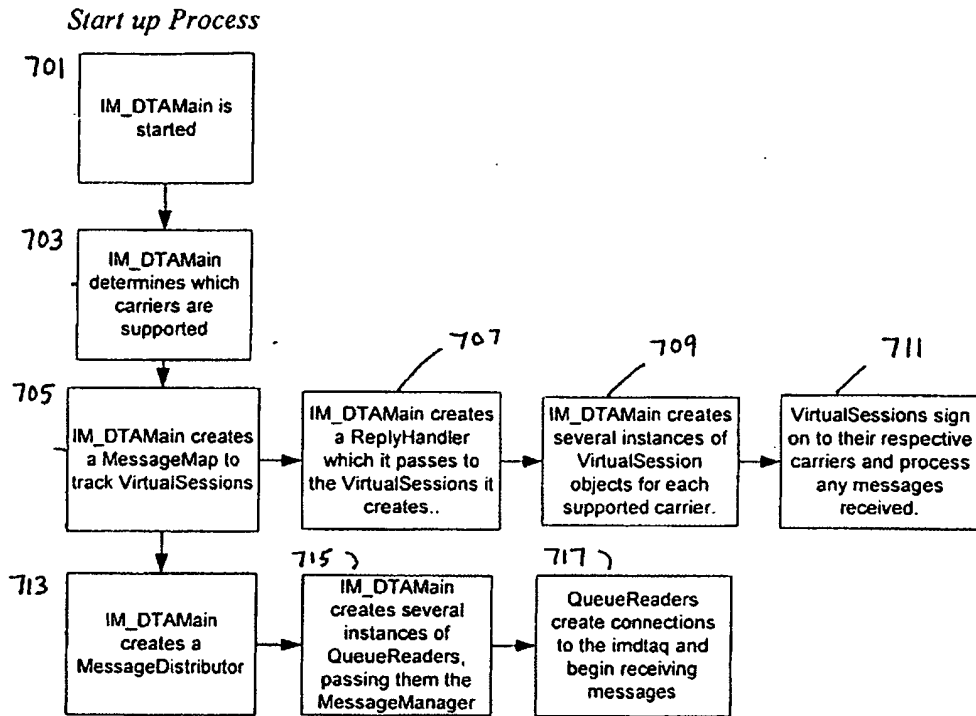 Start up Process
701
IM_DTAMain is
started
703
IM_DTAMain
determines which
carriers are
supported
705
IM_DTAMain creates
a MessageMap to
track VirtualSessions
707
IM_DTAMain creates
a ReplyHandler
which it passes to
the VirtualSessions it
creates..
709
IM_DTAMain creates
several instances of
VirtualSession
objects for each
supported carrier.
711
VirtualSessions sign
on to their respective
carriers and process
any messages
received.
713
IM_DTAMain
creates a
MessageDistributor
715
IM_DTAMain
creates several
instances of
QueueReaders,
passing them the
MessageManager
717
QueueReaders
create connections
to the imdtaq and
begin receiving
messages